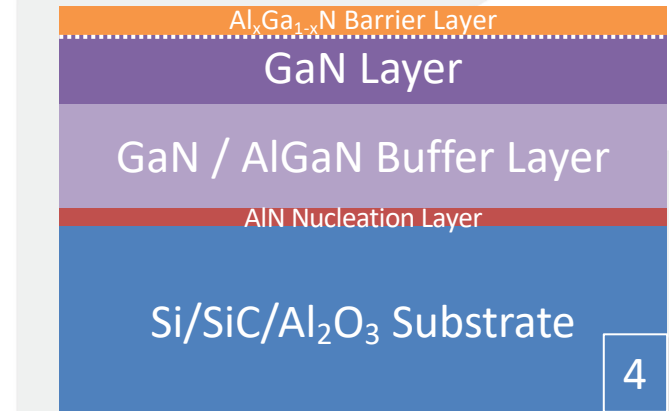 AlₓGa₁₋ₓN Barrier Layer
GaN Layer
GaN / AlGaN Buffer Layer
AlN Nucleation Layer
Si/SiC/Al₂O₃ Substrate
4